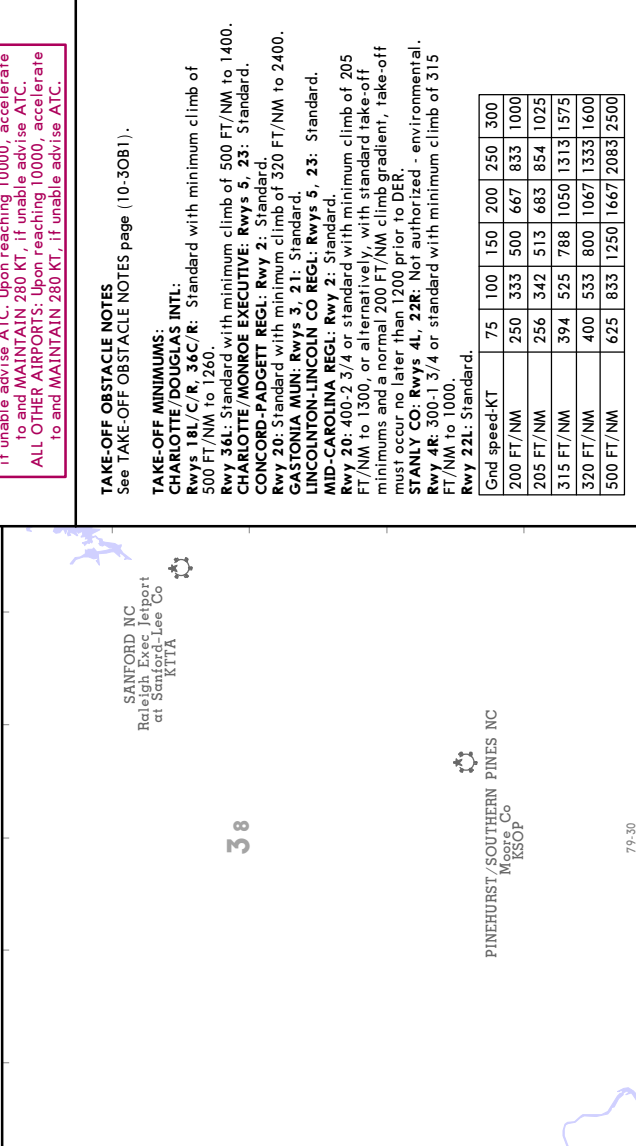 if unable advise ATC. Upon reaching 10000, accelerate
to and MAINTAIN 280 KT, if unable advise ATC.
ALL OTHER AIRPORTS: Upon reaching 10000, accelerate
to and MAINTAIN 280 KT, if unable advise ATC.
TAKE-OFF OBSTACLE NOTES
See TAKE-OFF OBSTACLE NOTES page (10-3OB1).
TAKE-OFF MINIMUMS:
CHARLOTTE/DOUGLAS INTL:
Rwys 18L/C/R, 36C/R: Standard with minimum climb of
500 FT/NM to 1260.
Rwy 36L: Standard with minimum climb of 500 FT/NM to 1400.
CHARLOTTE/MONROE EXECUTIVE: Rwys 5, 23: Standard.
CONCORD-PADGETT REGL: Rwy 2: Standard.
Rwy 20: Standard with minimum climb of 320 FT/NM to 2400.
GASTONIA MUN: Rwys 3, 21: Standard.
LINCOLNTON-LINCOLN CO REGL: Rwys 5, 23: Standard.
MID-CAROLINA REGL: Rwy 2: Standard.
Rwy 20: 400-2 3/4 or standard with minimum climb of 205
FT/NM to 1300, or alternatively, with standard take-off
minimums and a normal 200 FT/NM climb gradient, take-off
must occur no later than 1200 prior to DER.
STANLY CO: Rwys 4L, 22R: Not authorized - environmental.
Rwy 4R: 300-1 3/4 or standard with minimum climb of 315
FT/NM to 1000.
Rwy 22L: Standard.
Gnd speed-KT 75 100 150 200 250 300
200 FT/NM 250 333 500 667 833 1000
205 FT/NM 256 342 513 683 854 1025
315 FT/NM 394 525 788 1050 1313 1575
320 FT/NM 400 533 800 1067 1333 1600
500 FT/NM 625 833 1250 1667 2083 2500
SANFORD NC
Raleigh Exec Jetport
at Sanford-Lee Co
KTTA
38
PINEHURST/SOUTHERN PINES NC
Moore Co
KSOP
79-30